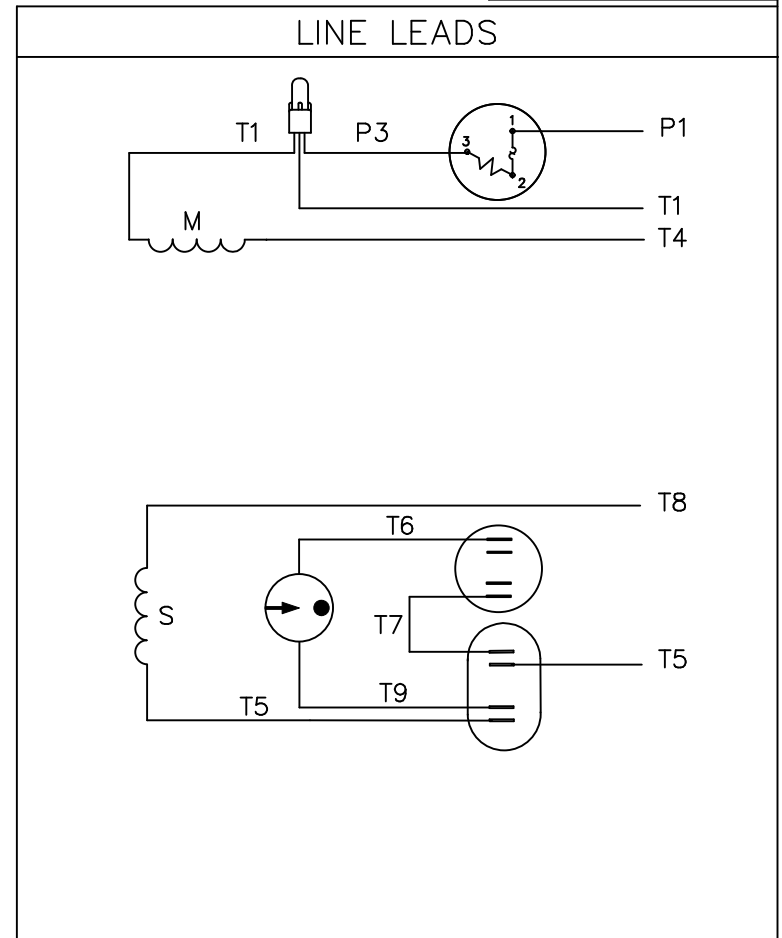 LINE LEADS
T1 P3 1 3 2 P1
T1
M T4
T8
T6
S T7
T5
T5 T9